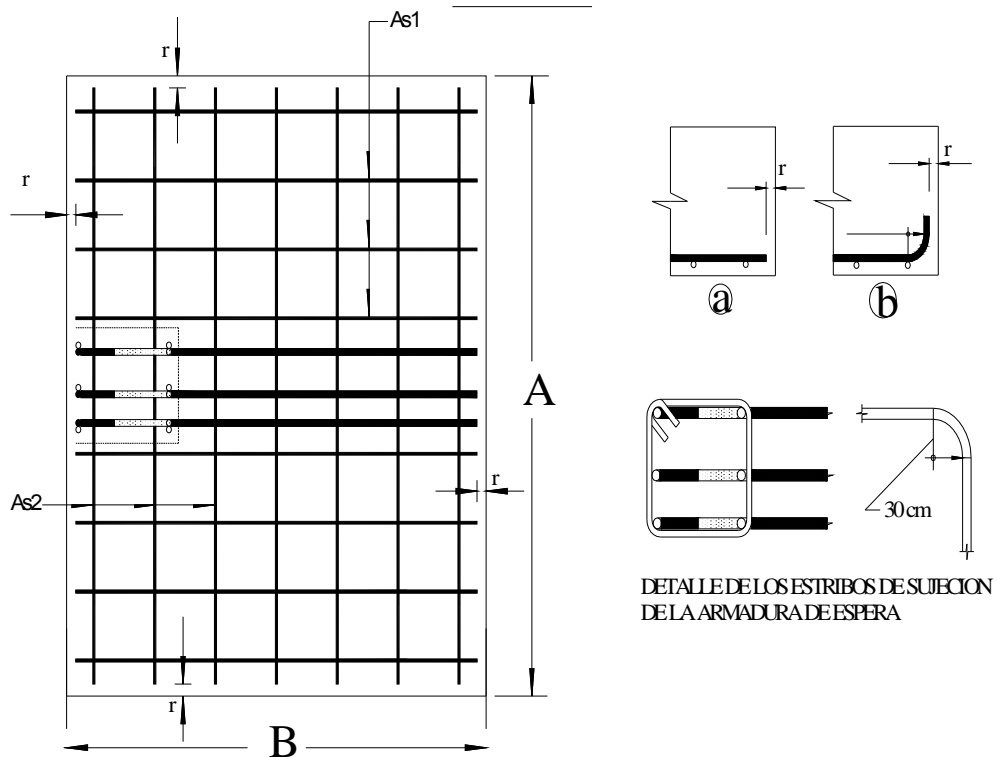 As1
r
r
r
r
A
r
r
a
b
As2
r
30cm
DETALLE DE LOS ESTRIBOS DE SUJECION
DE LA ARMADURA DE ESPERA
r
B